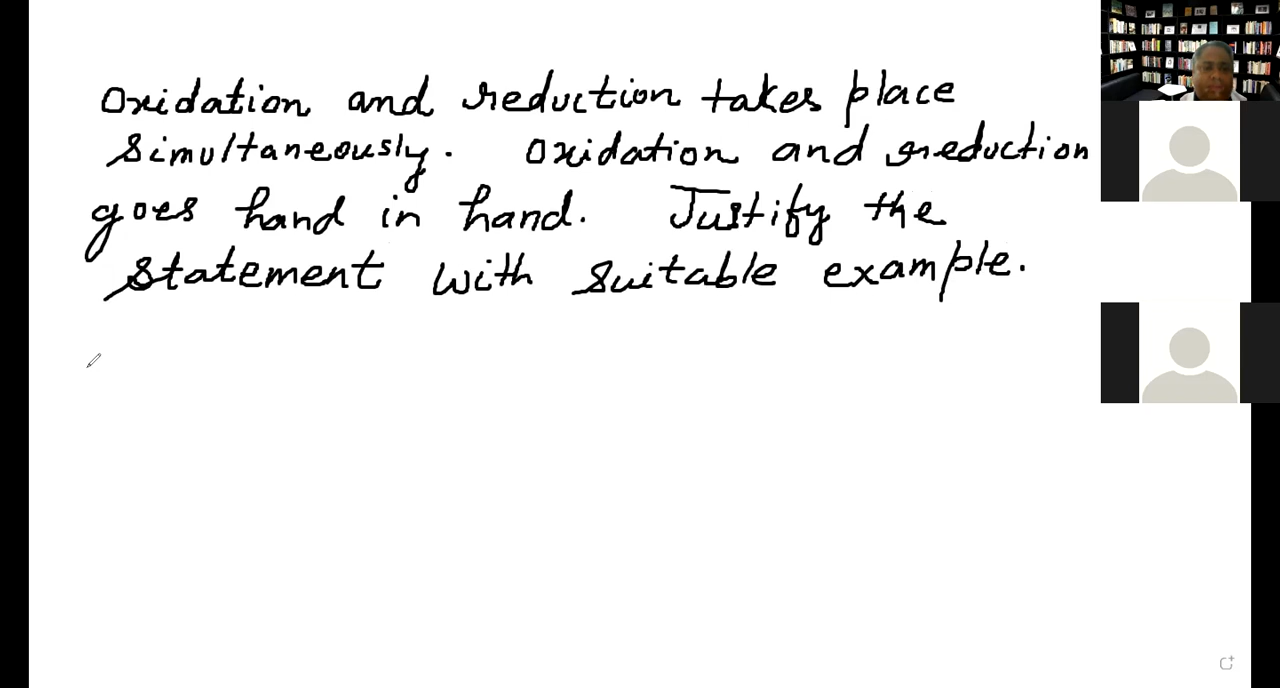 Oxidation and reduction takes place
simultaneously. Oxidation and reduction
goes hand in hand. Justify the
statement with suitable example.